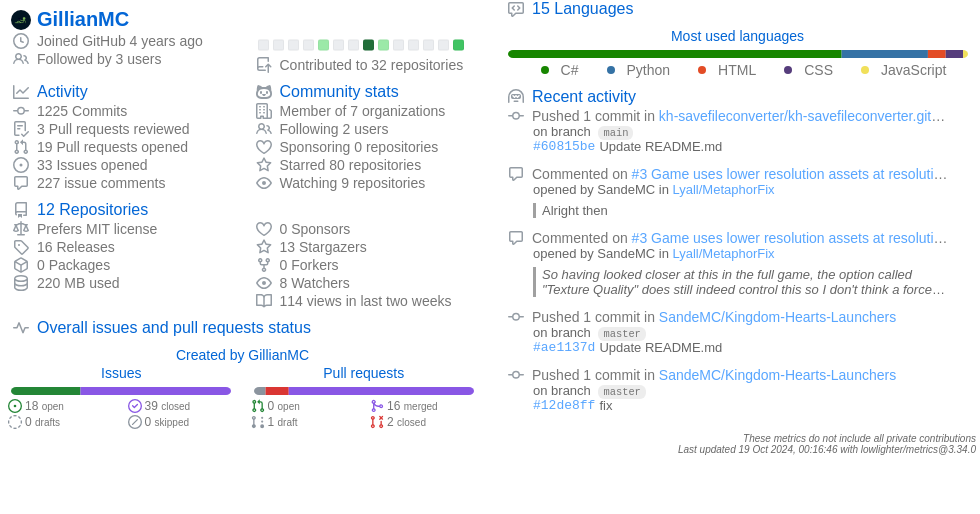 GillianMC
Joined GitHub 4 years ago
Followed by 3 users
Contributed to 32 repositories
Activity
1225 Commits
3 Pull requests reviewed
19 Pull requests opened
33 Issues opened
227 issue comments
Community stats
Member of 7 organizations
Following 2 users
Sponsoring 0 repositories
Starred 80 repositories
Watching 9 repositories
12 Repositories
Prefers MIT license
16 Releases
0 Packages
220 MB used
0 Sponsors
13 Stargazers
0 Forkers
8 Watchers
114 views in last two weeks
Overall issues and pull requests status
Created by GillianMC
Issues
18 open
39 closed
0 drafts
0 skipped
Pull requests
0 open
16 merged
1 draft
2 closed
15 Languages
Most used languages
C#
Python
HTML
CSS
JavaScript
Recent activity
Pushed 1 commit in kh-savefileconverter/kh-savefileconverter.git…
on branch main
#60815be Update README.md
Commented on #3 Game uses lower resolution assets at resoluti…
opened by SandeMC in Lyall/MetaphorFix
Alright then
Commented on #3 Game uses lower resolution assets at resoluti…
opened by SandeMC in Lyall/MetaphorFix
So having looked closer at this in the full game, the option called
"Texture Quality" does still indeed control this so I don't think a force…
Pushed 1 commit in SandeMC/Kingdom-Hearts-Launchers
on branch master
#ae1137d Update README.md
Pushed 1 commit in SandeMC/Kingdom-Hearts-Launchers
on branch master
#12de8ff fix
These metrics do not include all private contributions
Last updated 19 Oct 2024, 00:16:46 with lowlighter/metrics@3.34.0